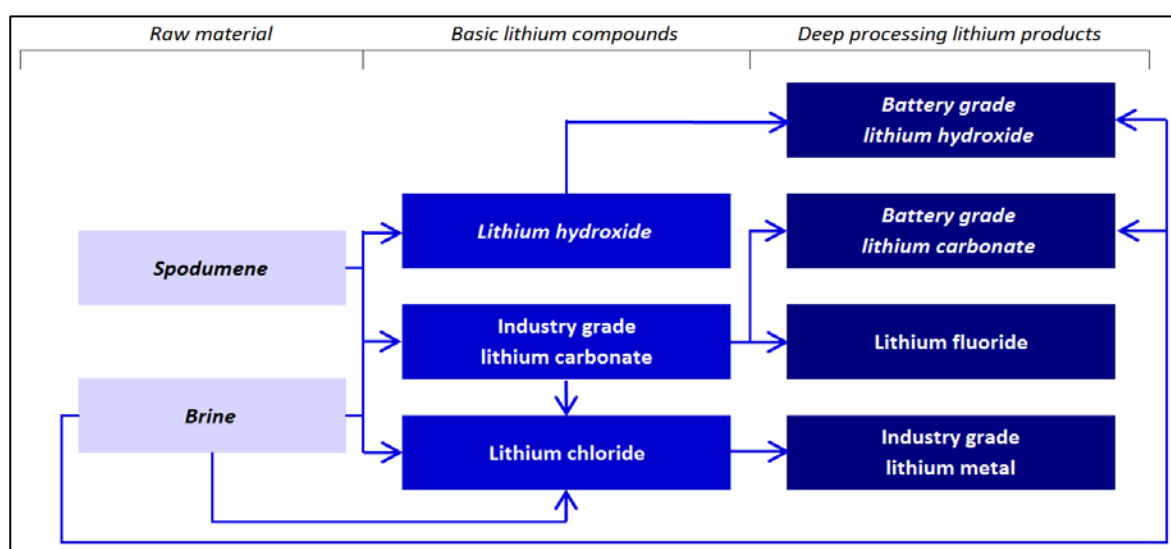 Raw material
Basic lithium compounds
Deep processing lithium products
Battery grade
lithium hydroxide
Lithium hydroxide
Battery grade
lithium carbonate
Spodumene
Industry grade
lithium carbonate
Lithium fluoride
Brine
Lithium chloride
Industry grade
lithium metal